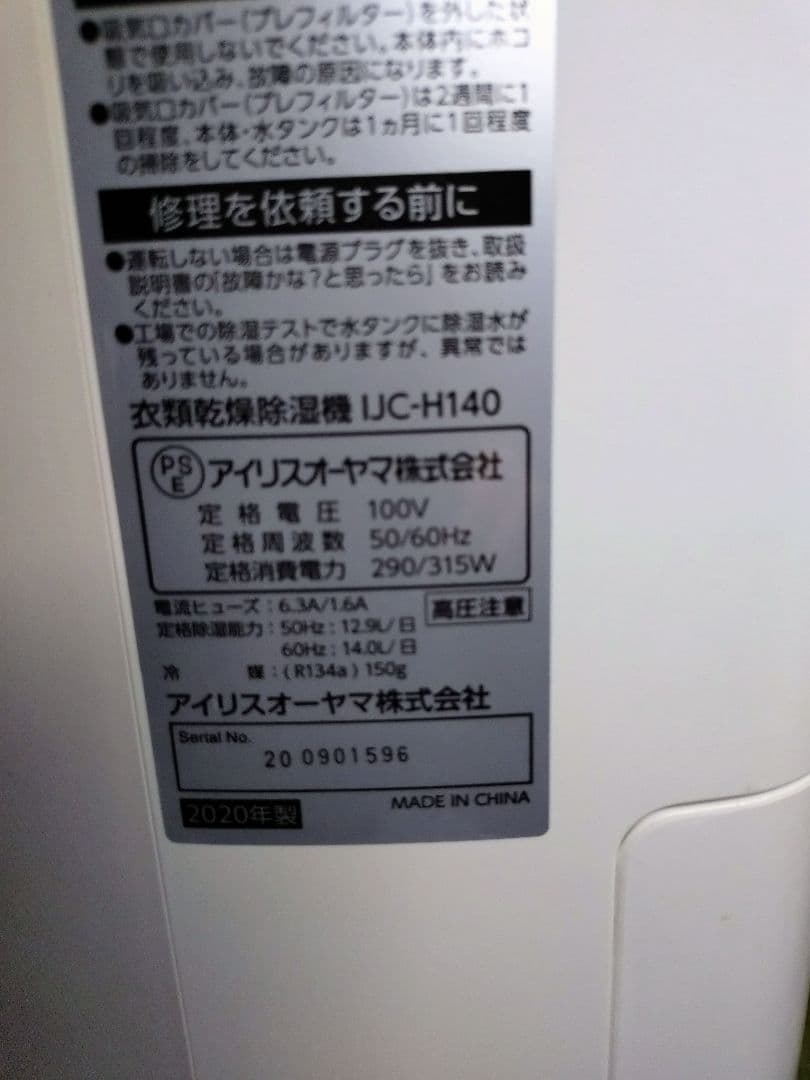 ●吸気口カバー(プレフィルター)を外した状
態で使用しないでください。本体内にホコ
リを吸い込み、故障の原因になります。
●吸気口カバー(プレフィルター)は2週間に1
回程度、本体・水タンクは1ヵ月に1回程度
の掃除をしてください。
修理を依頼する前に
●運転しない場合は電源プラグを抜き、取扱
説明書の「故障かな?と思ったら」をお読み
ください。
●工場での除湿テストで水タンクに除湿水が
残っている場合がありますが、異常では
ありません。
衣類乾燥除湿機 IJC-H140
PSE アイリスオーヤマ株式会社
定格電圧 100V
定格周波数 50/60Hz
定格消費電力 290/315W
電流ヒューズ:6.3A/1.6A
高圧注意
定格除湿能力:50Hz:12.9L/日
60Hz:14.0L/日
冷媒:(R134a)150g
アイリスオーヤマ株式会社
Serial No.
20 0901596
2020年製
MADE IN CHINA